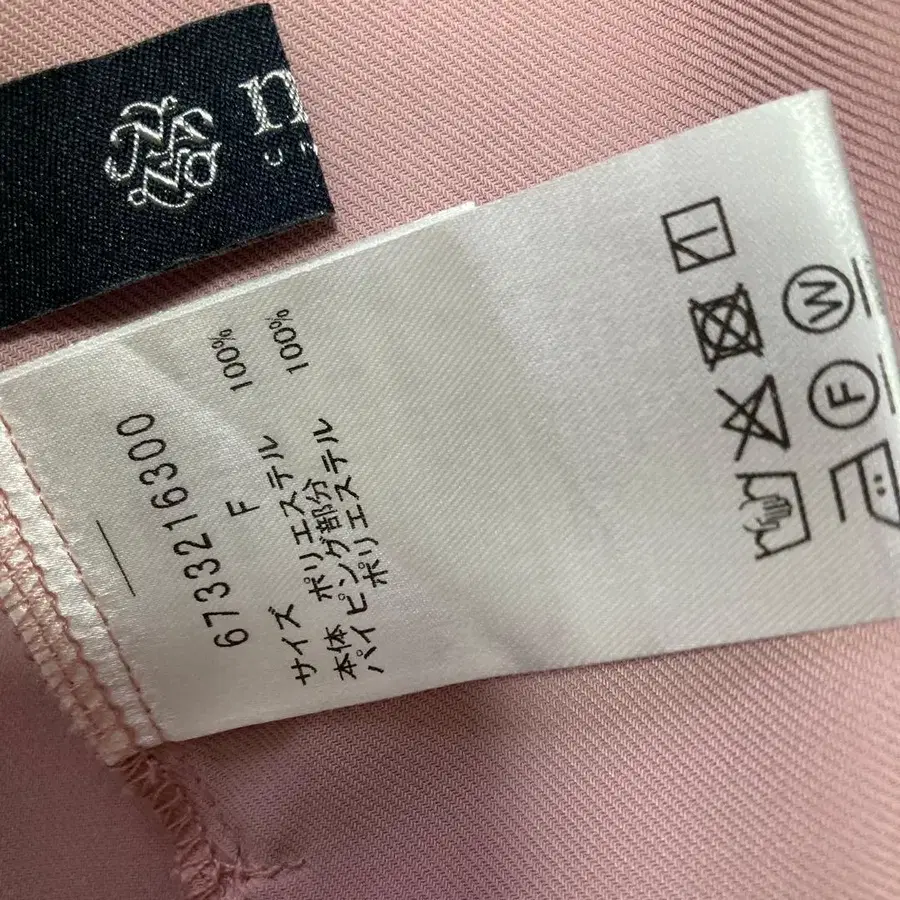 n
6733216300
サイズ F
本体 ポリエステル 100%
パイピング部分
ポリエステル 100%
F
W